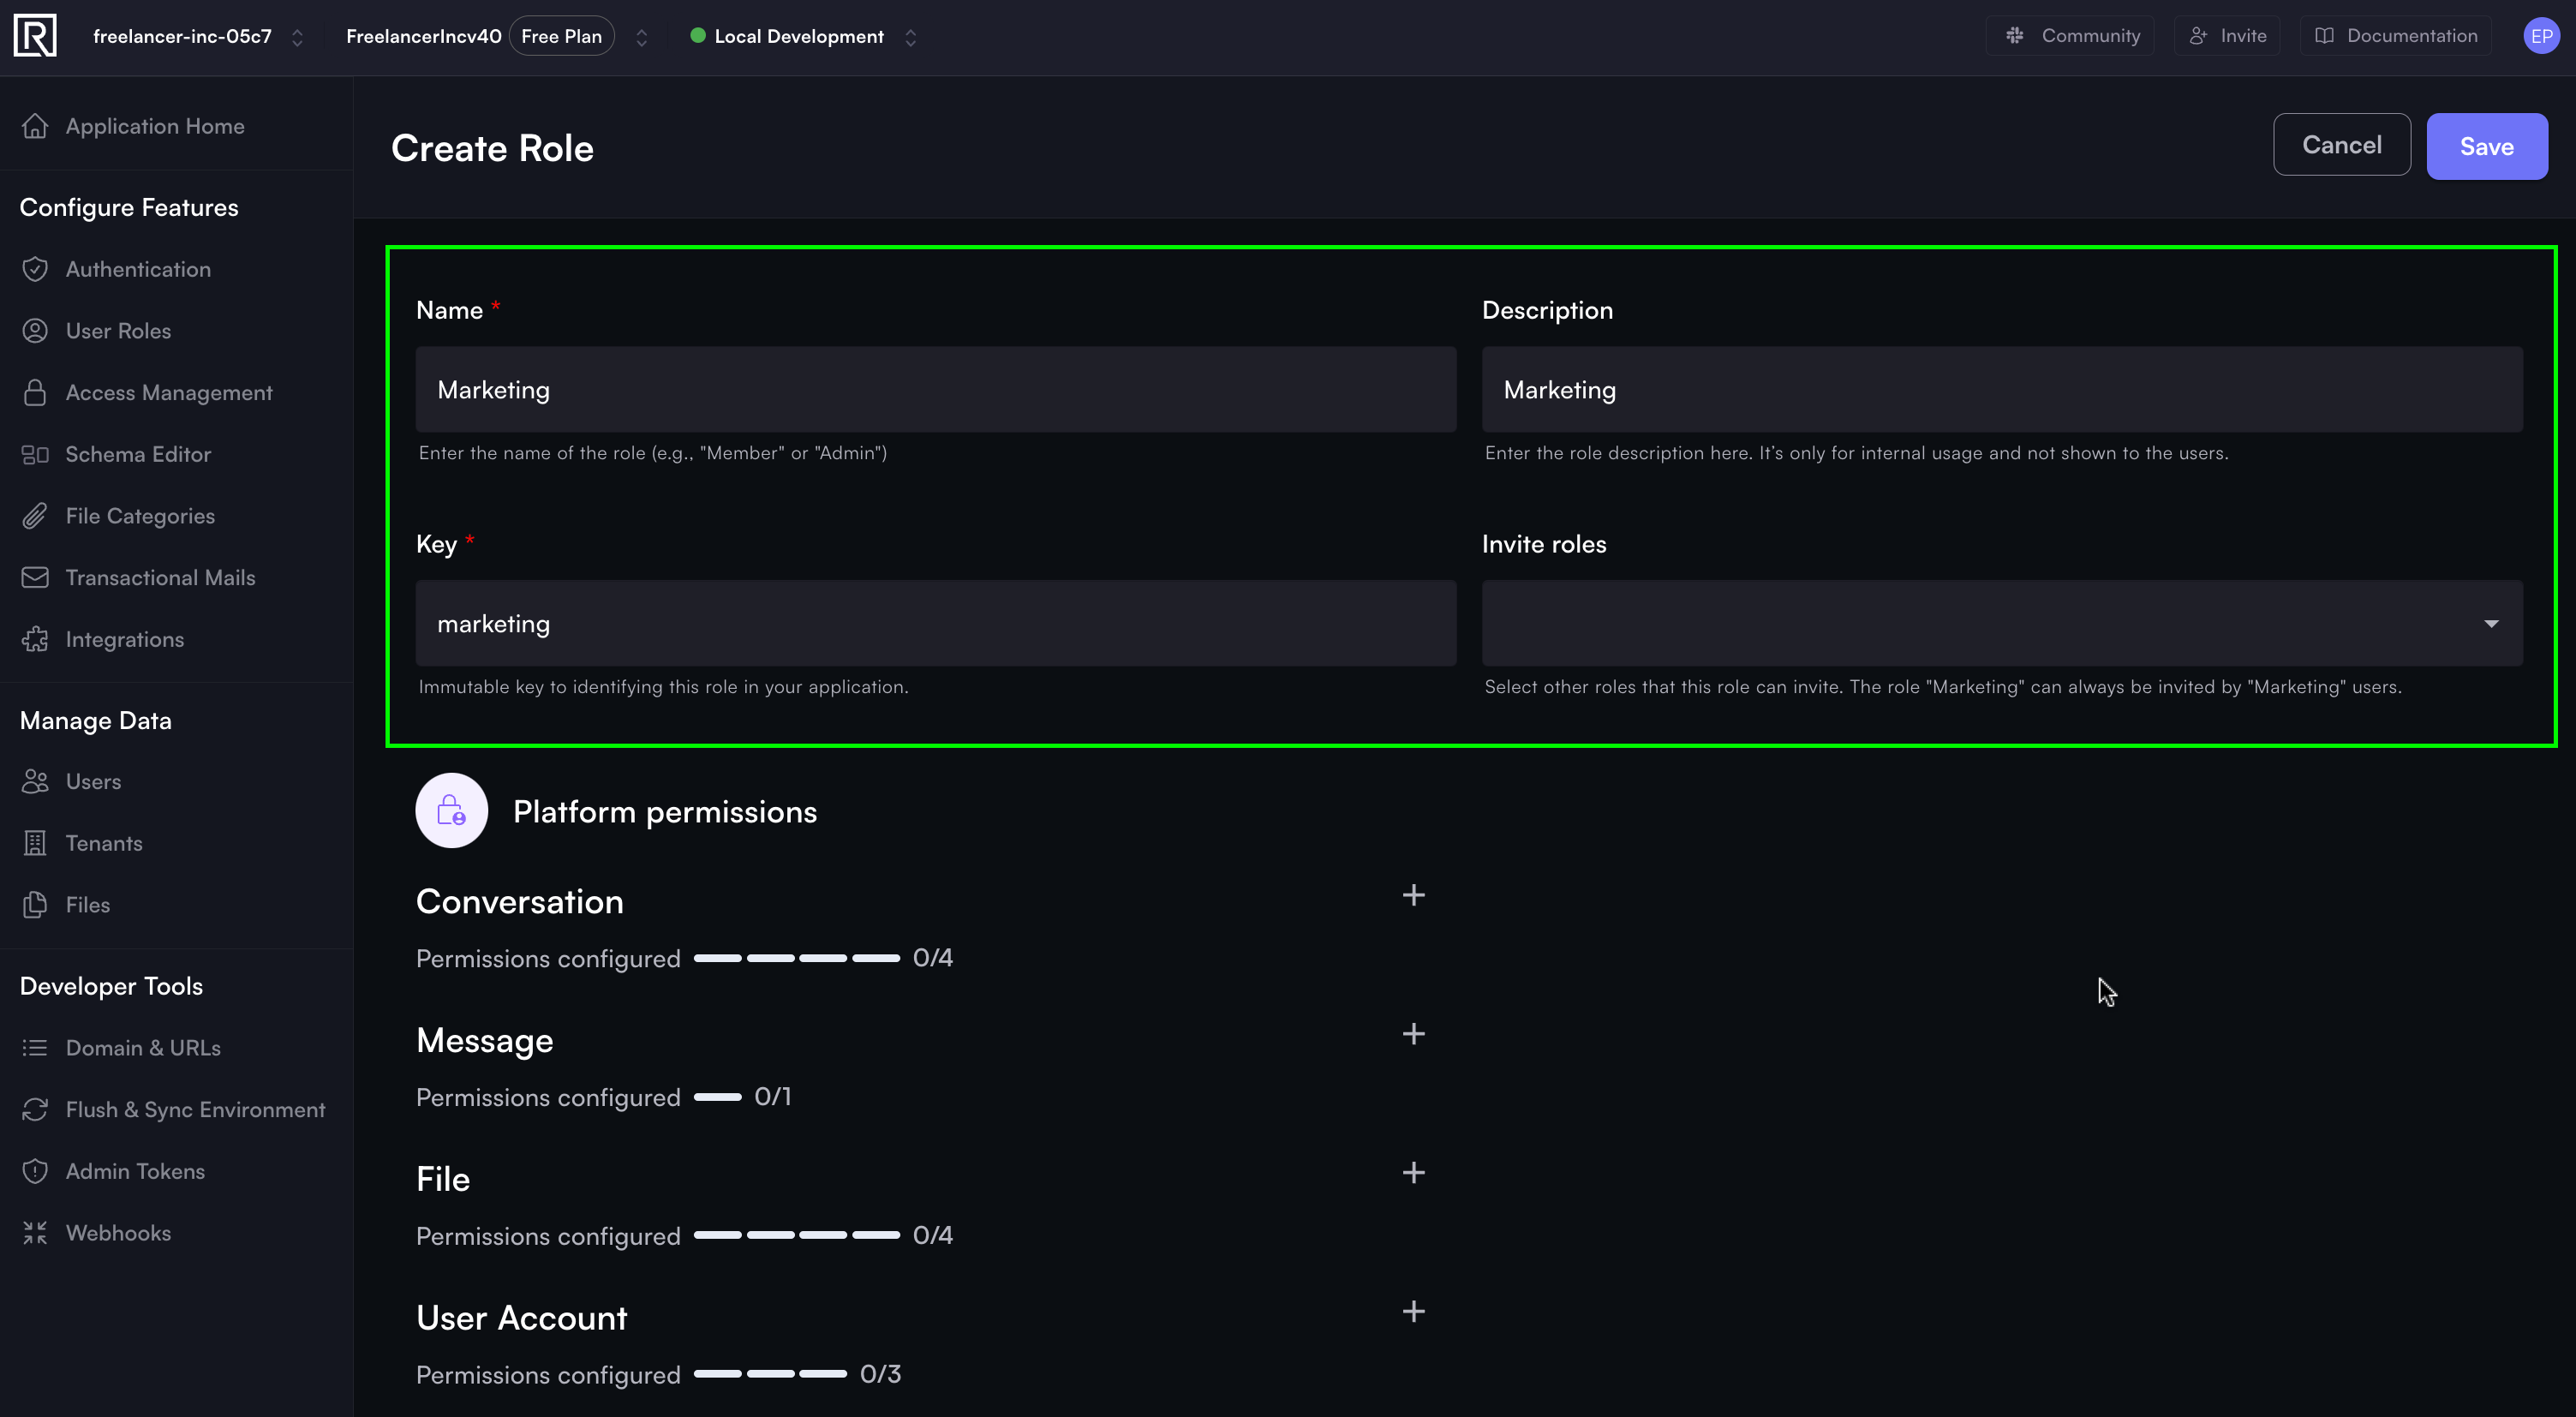 R
freelancer-inc-05c7 FreelancerIncv40 Free Plan Local Development Community Invite Documentation EP
Application Home
Configure Features
Authentication
User Roles
Access Management
Schema Editor
File Categories
Transactional Mails
Integrations
Manage Data
Users
Tenants
Files
Developer Tools
Domain & URLs
Flush & Sync Environment
Admin Tokens
Webhooks
Create Role
Cancel Save
Name * Description
Marketing Marketing
Enter the name of the role (e.g., "Member" or "Admin") Enter the role description here. It’s only for internal usage and not shown to the users.
Key * Invite roles
marketing
Immutable key to identifying this role in your application. Select other roles that this role can invite. The role "Marketing" can always be invited by "Marketing" users.
Platform permissions
Conversation
Permissions configured 0/4
Message
Permissions configured 0/1
File
Permissions configured 0/4
User Account
Permissions configured 0/3